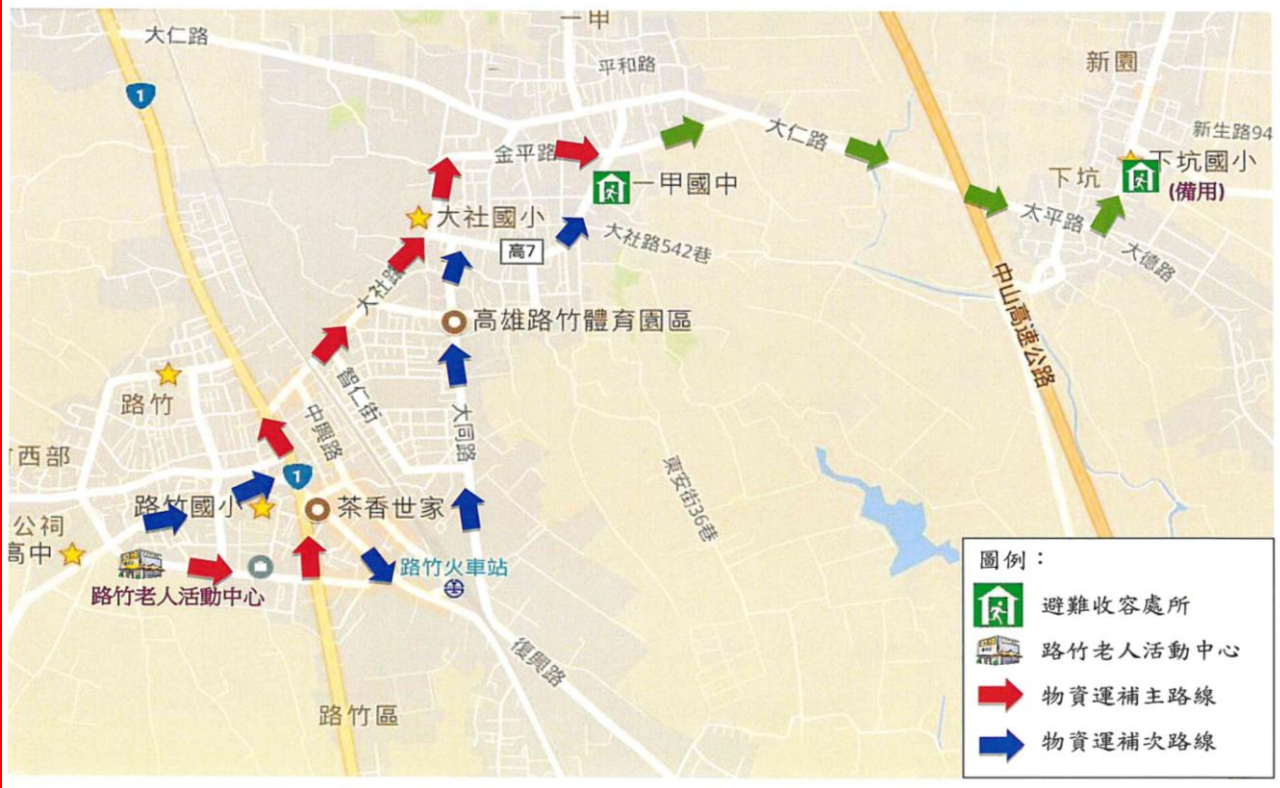 一甲
大仁路
新園
平和路
1
大仁路
新生路94
金平路
下坑國小
下坑
(備用)
一甲國中
大社國小
太平路
大社路542巷
高7
大德路
大社路
中山高速公路
高雄路竹體育園區
智仁街
路竹
中興路
大同路
西部
1
東安街36巷
路竹國小
茶香世家
公祠
高中
路竹火車站
路竹老人活動中心
復興路
路竹區
圖例：
避難收容處所
路竹老人活動中心
物資運補主路線
物資運補次路線